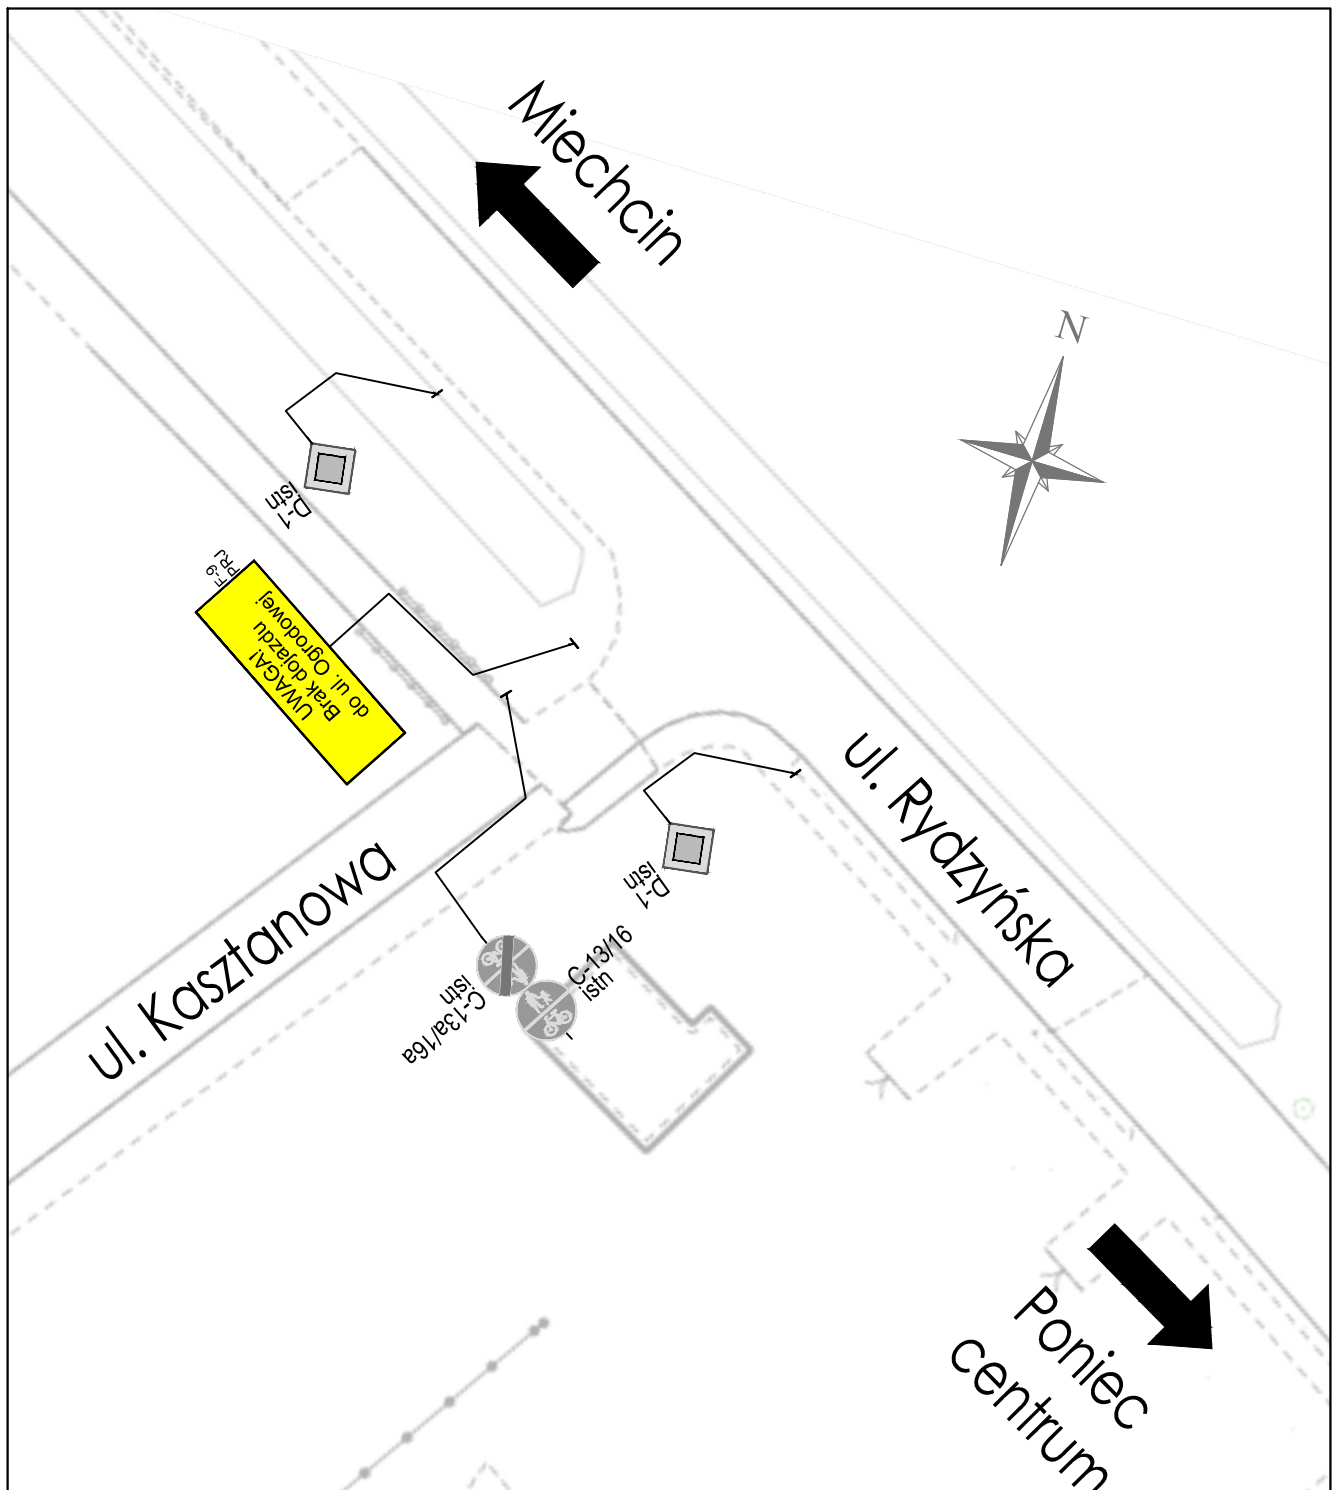 Miechcin
N
D-1
istn
F-9
PRJ
UWAGA!
Brak dojazdu
do ul. Ogrodowej
ul. Rydzyńska
D-1
istn
ul. Kasztanowa
C-13/16
istn
C-13a/16a
istn
Poniec
centrum